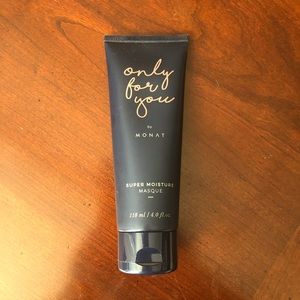 only
for
you
by
MONAT
SUPER MOISTURE
MASQUE
118 ml / 4.0 fl. oz.